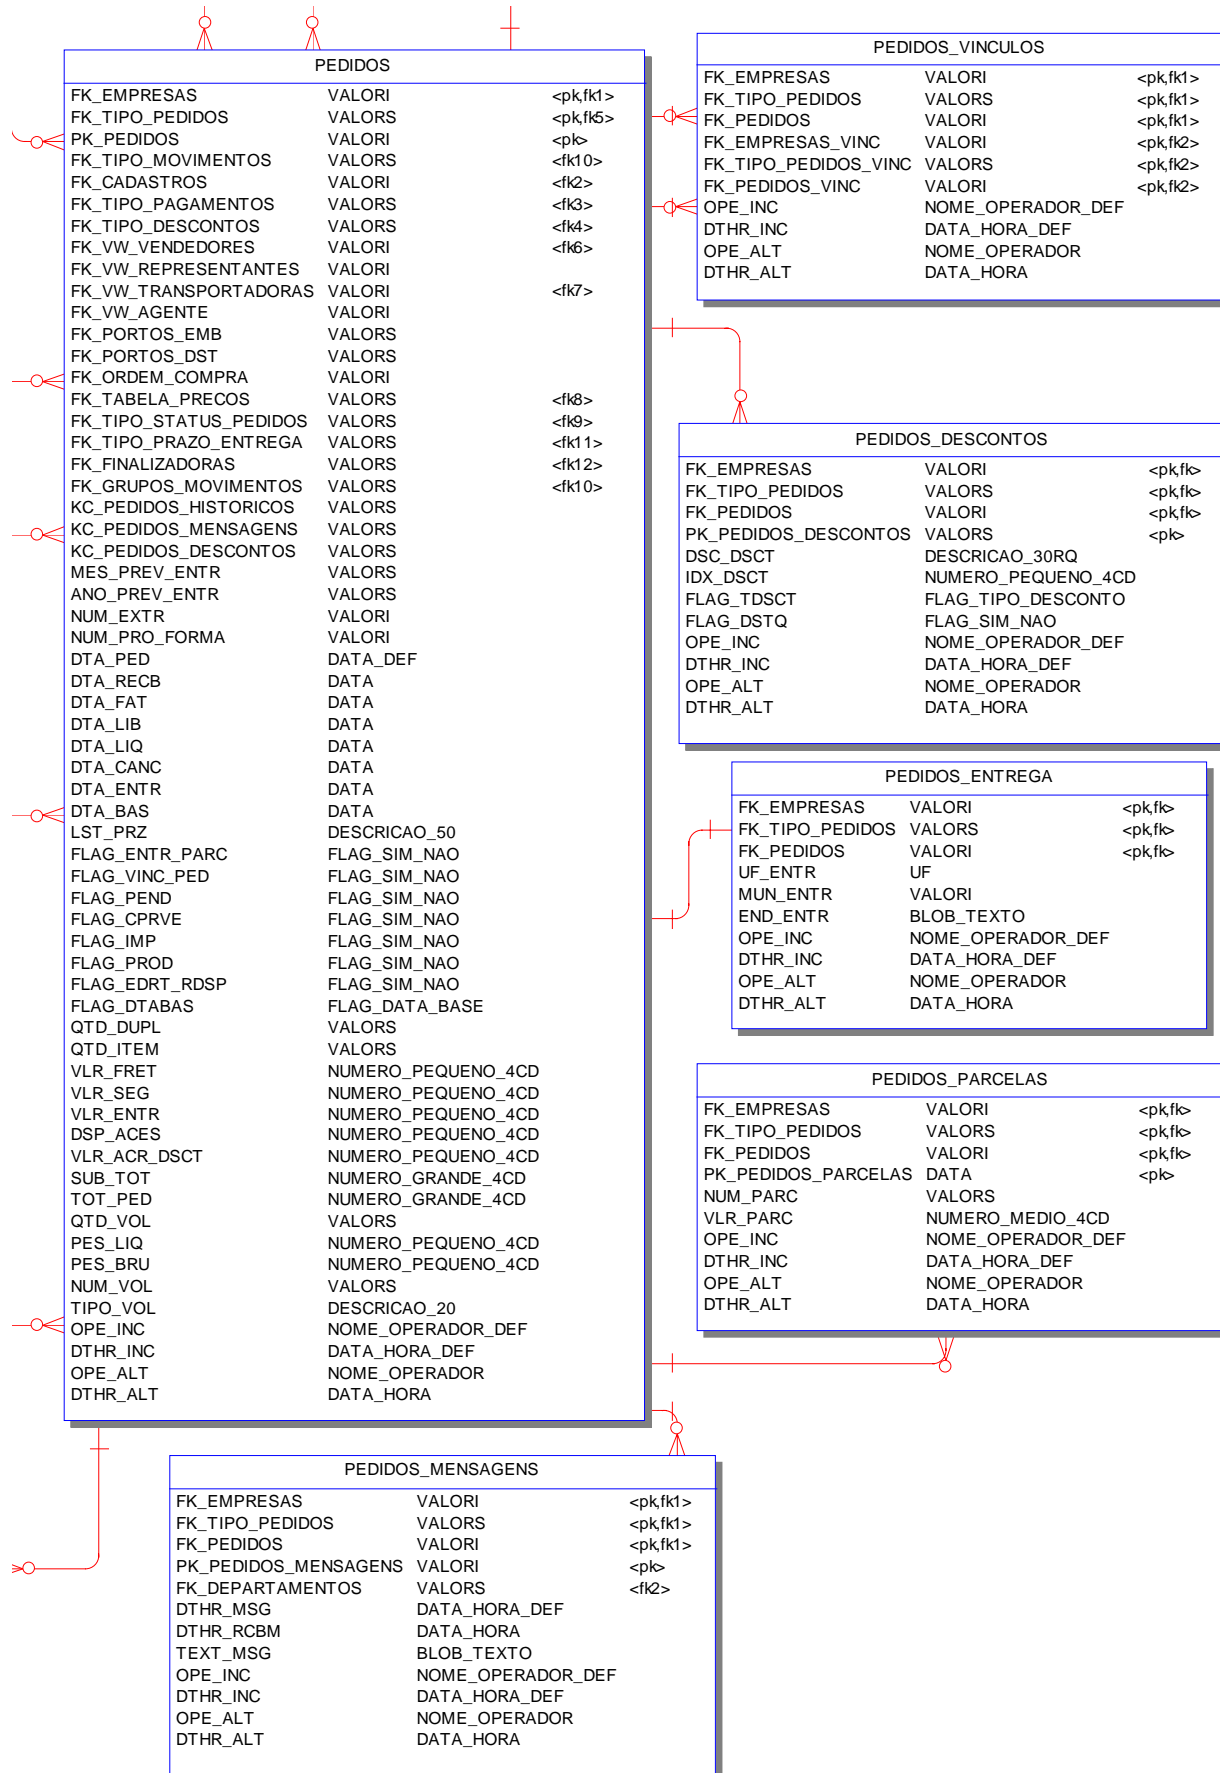 PEDIDOS
FK_EMPRESAS VALORI <pk,fk1>
FK_TIPO_PEDIDOS VALORS <pk,fk5>
PK_PEDIDOS VALORI <pk>
FK_TIPO_MOVIMENTOS VALORS <fk10>
FK_CADASTROS VALORI <fk2>
FK_TIPO_PAGAMENTOS VALORS <fk3>
FK_TIPO_DESCONTOS VALORS <fk4>
FK_VW_VENDEDORES VALORI <fk6>
FK_VW_REPRESENTANTES VALORI
FK_VW_TRANSPORTADORAS VALORI <fk7>
FK_VW_AGENTE VALORI
FK_PORTOS_EMB VALORS
FK_PORTOS_DST VALORS
FK_ORDEM_COMPRA VALORI
FK_TABELA_PRECOS VALORS <fk8>
FK_TIPO_STATUS_PEDIDOS VALORS <fk9>
FK_TIPO_PRAZO_ENTREGA VALORS <fk11>
FK_FINALIZADORAS VALORS <fk12>
FK_GRUPOS_MOVIMENTOS VALORS <fk10>
KC_PEDIDOS_HISTORICOS VALORS
KC_PEDIDOS_MENSAGENS VALORS
KC_PEDIDOS_DESCONTOS VALORS
MES_PREV_ENTR VALORS
ANO_PREV_ENTR VALORS
NUM_EXTR VALORI
NUM_PRO_FORMA VALORI
DTA_PED DATA_DEF
DTA_RECB DATA
DTA_FAT DATA
DTA_LIB DATA
DTA_LIQ DATA
DTA_CANC DATA
DTA_ENTR DATA
DTA_BAS DATA
LST_PRZ DESCRICAO_50
FLAG_ENTR_PARC FLAG_SIM_NAO
FLAG_VINC_PED FLAG_SIM_NAO
FLAG_PEND FLAG_SIM_NAO
FLAG_CPRVE FLAG_SIM_NAO
FLAG_IMP FLAG_SIM_NAO
FLAG_PROD FLAG_SIM_NAO
FLAG_EDRT_RDSP FLAG_SIM_NAO
FLAG_DTABAS FLAG_DATA_BASE
QTD_DUPL VALORS
QTD_ITEM VALORS
VLR_FRET NUMERO_PEQUENO_4CD
VLR_SEG NUMERO_PEQUENO_4CD
VLR_ENTR NUMERO_PEQUENO_4CD
DSP_ACES NUMERO_PEQUENO_4CD
VLR_ACR_DSCT NUMERO_PEQUENO_4CD
SUB_TOT NUMERO_GRANDE_4CD
TOT_PED NUMERO_GRANDE_4CD
QTD_VOL VALORS
PES_LIQ NUMERO_PEQUENO_4CD
PES_BRU NUMERO_PEQUENO_4CD
NUM_VOL VALORS
TIPO_VOL DESCRICAO_20
OPE_INC NOME_OPERADOR_DEF
DTHR_INC DATA_HORA_DEF
OPE_ALT NOME_OPERADOR
DTHR_ALT DATA_HORA
PEDIDOS_VINCULOS
FK_EMPRESAS VALORI <pk,fk1>
FK_TIPO_PEDIDOS VALORS <pk,fk1>
FK_PEDIDOS VALORI <pk,fk1>
FK_EMPRESAS_VINC VALORI <pk,fk2>
FK_TIPO_PEDIDOS_VINC VALORS <pk,fk2>
FK_PEDIDOS_VINC VALORI <pk,fk2>
OPE_INC NOME_OPERADOR_DEF
DTHR_INC DATA_HORA_DEF
OPE_ALT NOME_OPERADOR
DTHR_ALT DATA_HORA
PEDIDOS_DESCONTOS
FK_EMPRESAS VALORI <pk,fk>
FK_TIPO_PEDIDOS VALORS <pk,fk>
FK_PEDIDOS VALORI <pk,fk>
PK_PEDIDOS_DESCONTOS VALORS <pk>
DSC_DSCT DESCRICAO_30RQ
IDX_DSCT NUMERO_PEQUENO_4CD
FLAG_TDSCT FLAG_TIPO_DESCONTO
FLAG_DSTQ FLAG_SIM_NAO
OPE_INC NOME_OPERADOR_DEF
DTHR_INC DATA_HORA_DEF
OPE_ALT NOME_OPERADOR
DTHR_ALT DATA_HORA
PEDIDOS_ENTREGA
FK_EMPRESAS VALORI <pk,fk>
FK_TIPO_PEDIDOS VALORS <pk,fk>
FK_PEDIDOS VALORI <pk,fk>
UF_ENTR UF
MUN_ENTR VALORI
END_ENTR BLOB_TEXTO
OPE_INC NOME_OPERADOR_DEF
DTHR_INC DATA_HORA_DEF
OPE_ALT NOME_OPERADOR
DTHR_ALT DATA_HORA
PEDIDOS_PARCELAS
FK_EMPRESAS VALORI <pk,fk>
FK_TIPO_PEDIDOS VALORS <pk,fk>
FK_PEDIDOS VALORI <pk,fk>
PK_PEDIDOS_PARCELAS DATA <pk>
NUM_PARC VALORS
VLR_PARC NUMERO_MEDIO_4CD
OPE_INC NOME_OPERADOR_DEF
DTHR_INC DATA_HORA_DEF
OPE_ALT NOME_OPERADOR
DTHR_ALT DATA_HORA
PEDIDOS_MENSAGENS
FK_EMPRESAS VALORI <pk,fk1>
FK_TIPO_PEDIDOS VALORS <pk,fk1>
FK_PEDIDOS VALORI <pk,fk1>
PK_PEDIDOS_MENSAGENS VALORI <pk>
FK_DEPARTAMENTOS VALORS <fk2>
DTHR_MSG DATA_HORA_DEF
DTHR_RCBM DATA_HORA
TEXT_MSG BLOB_TEXTO
OPE_INC NOME_OPERADOR_DEF
DTHR_INC DATA_HORA_DEF
OPE_ALT NOME_OPERADOR
DTHR_ALT DATA_HORA